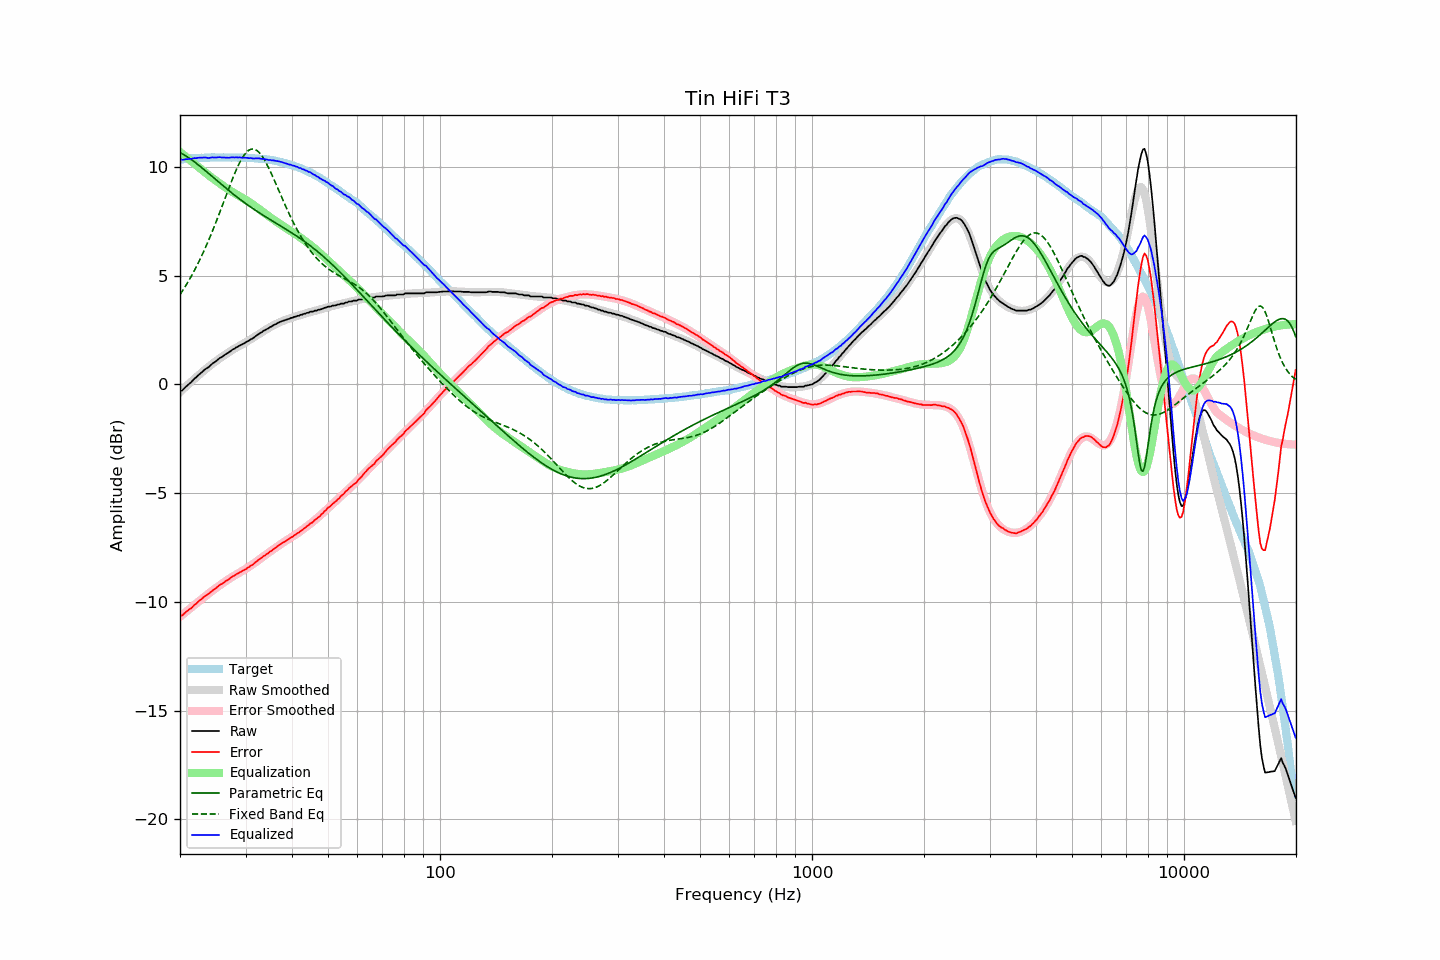 Tin HiFi T3
10
5
0
−5
−10
−15
−20
Amplitude (dBr)
Target
Raw Smoothed
Error Smoothed
Raw
Error
Equalization
Parametric Eq
Fixed Band Eq
Equalized
100
1000
10000
Frequency (Hz)